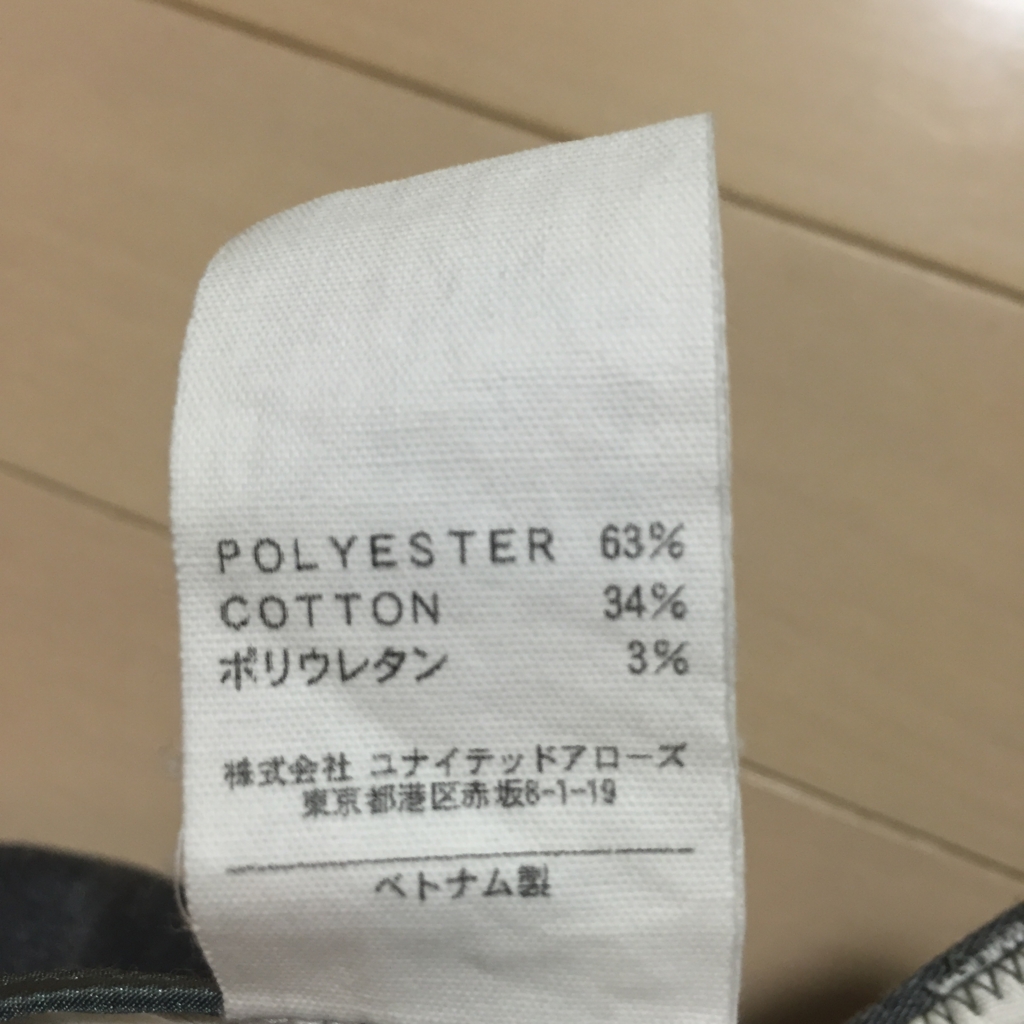 POLYESTER 63%
COTTON 34%
ポリウレタン 3%
株式会社 ユナイテッドアローズ
東京都港区赤坂8-1-19
ベトナム製